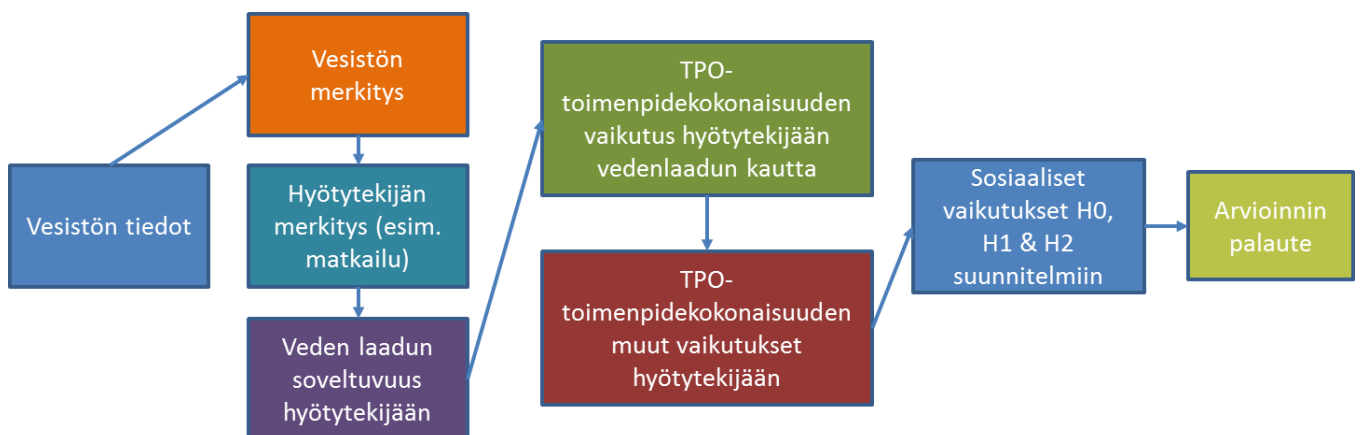 Vesistön tiedot
Vesistön
merkitys
Hyötytekijän
merkitys (esim.
matkailu)
Veden laadun
soveltuvuus
hyötytekijään
TPO-
toimenpidekokonaisuuden
vaikutus hyötytekijään
vedenlaadun kautta
TPO-
toimenpidekokonaisuuden
muut vaikutukset
hyötytekijään
Sosiaaliset
vaikutukset H0,
H1 & H2
suunnitelmiin
Arvioinnin
palaute